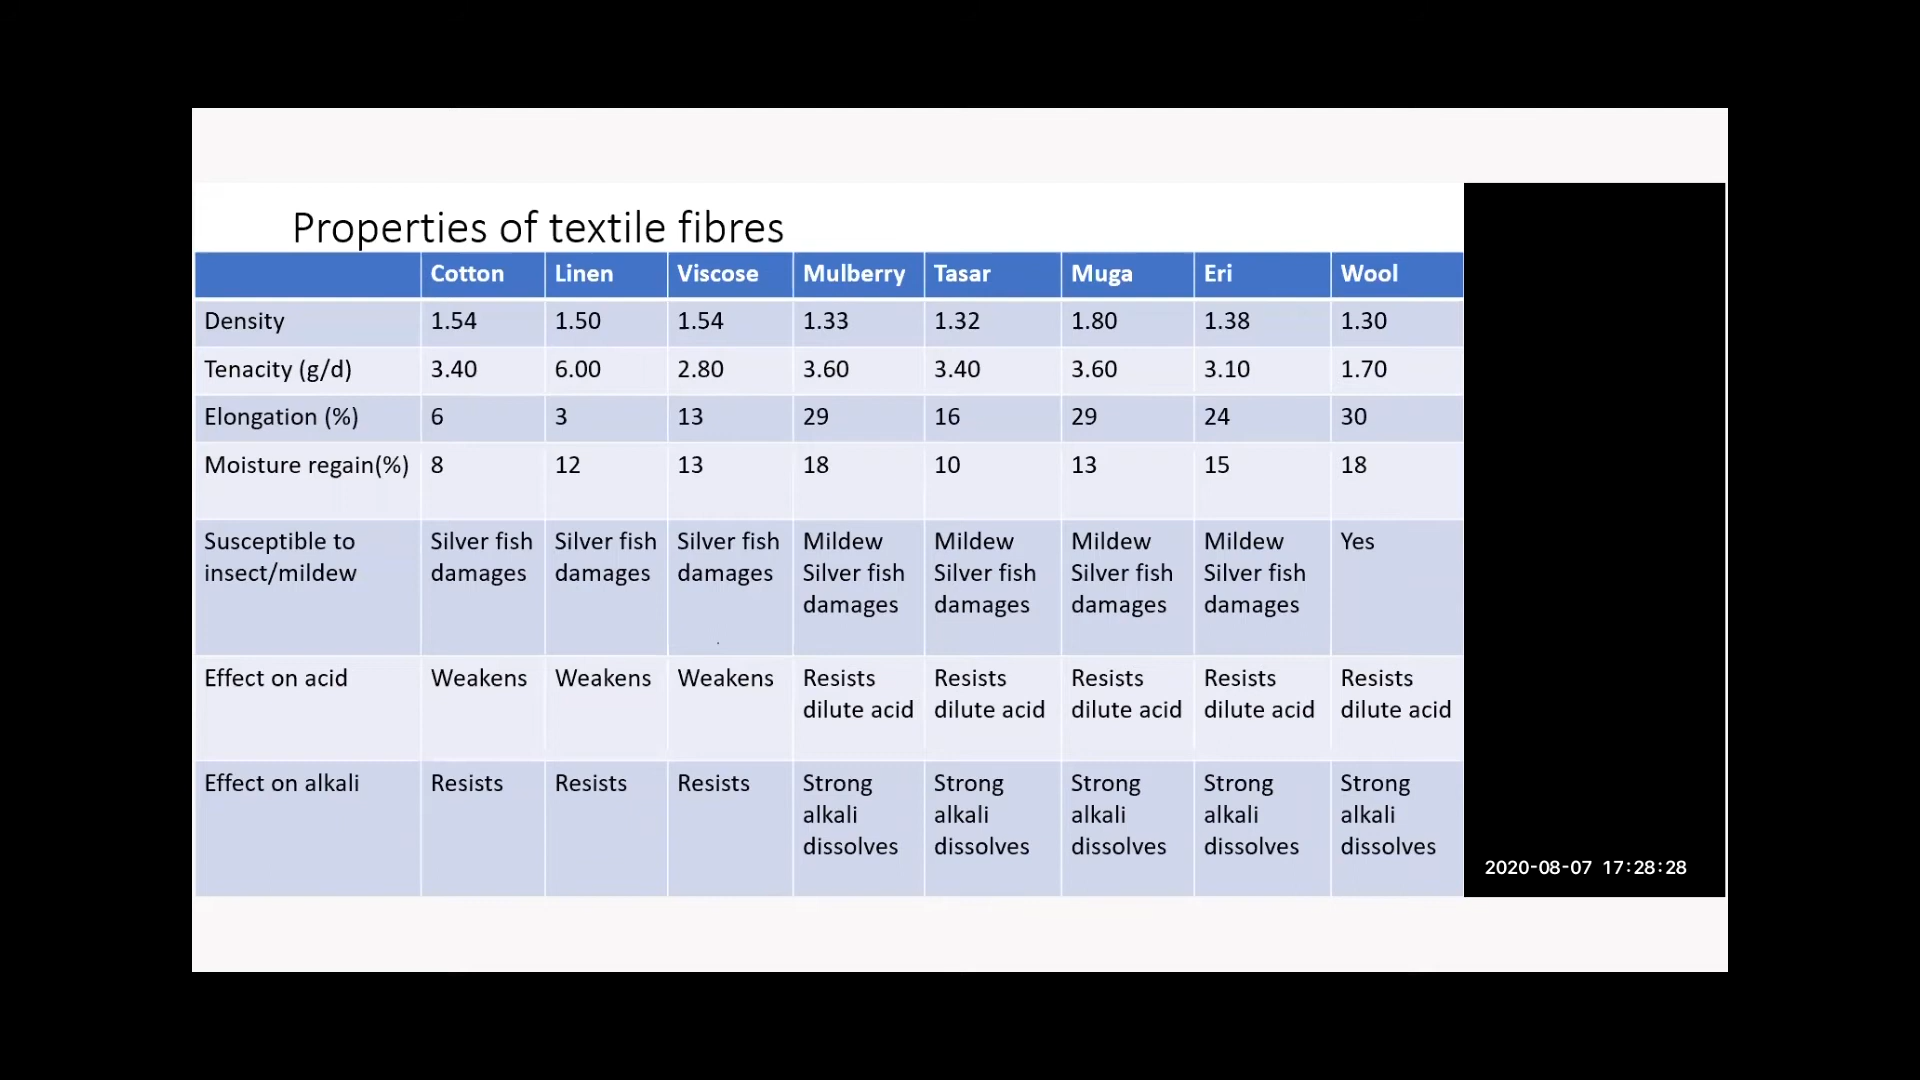 Properties of textile fibres
Cotton Linen Viscose Mulberry Tasar Muga Eri Wool
Density 1.54 1.50 1.54 1.33 1.32 1.80 1.38 1.30
Tenacity (g/d) 3.40 6.00 2.80 3.60 3.40 3.60 3.10 1.70
Elongation (%) 6 3 13 29 16 29 24 30
Moisture regain(%) 8 12 13 18 10 13 15 18
Susceptible to Silver fish Silver fish Silver fish Mildew Mildew Mildew Mildew Yes
insect/mildew damages damages damages Silver fish Silver fish Silver fish Silver fish
damages damages damages damages
Effect on acid Weakens Weakens Weakens Resists Resists Resists Resists Resists
dilute acid dilute acid dilute acid dilute acid dilute acid
Effect on alkali Resists Resists Resists Strong Strong Strong Strong Strong
alkali alkali alkali alkali alkali
dissolves dissolves dissolves dissolves dissolves
2020-08-07 17:28:28